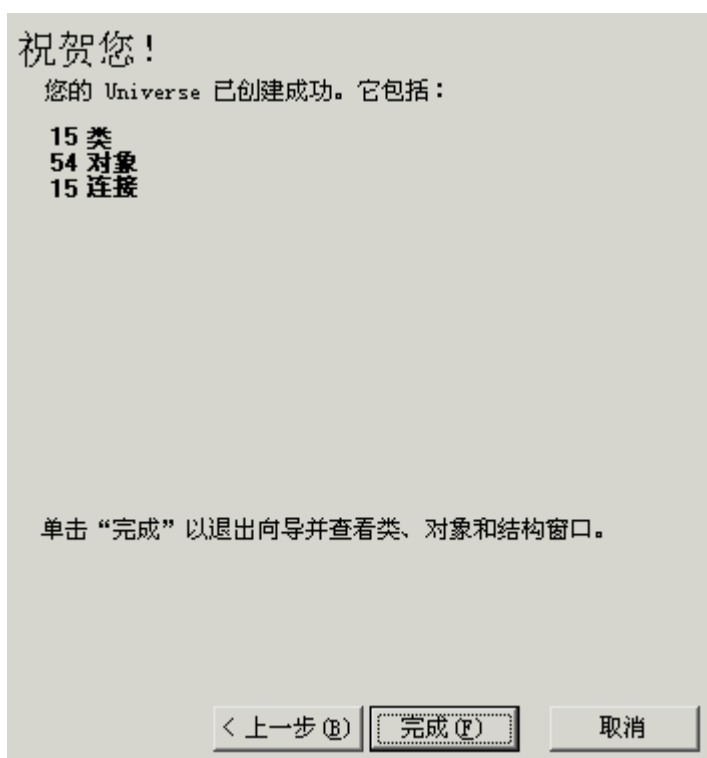 祝贺您!
您的 Universe 已创建成功。它包括：
15 类
54 对象
15 连接
单击“完成”以退出向导并查看类、对象和结构窗口。
< 上一步(B) 完成(F) 取消